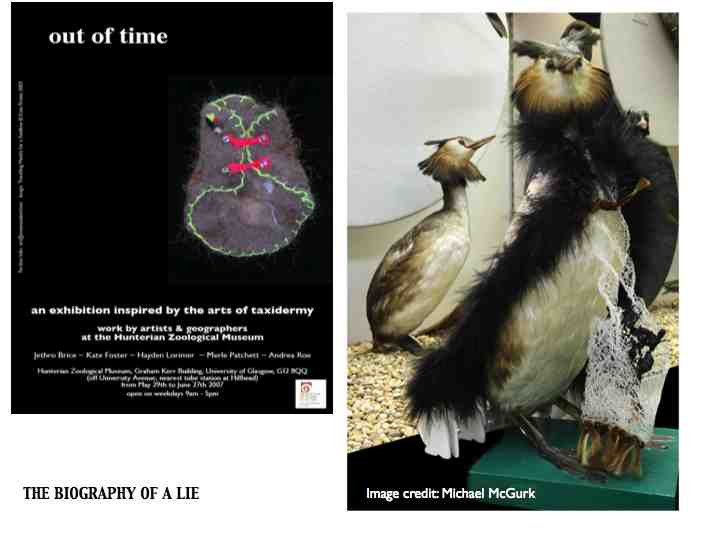 out of time
an exhibition inspired by the arts of taxidermy
work by artists & geographers
at the Hunterian Zoological Museum
Jethro Brice ~ Kate Foster ~ Hayden Lorimer ~ Merle Patchett ~ Andrea Roe
Hunterian Zoological Museum, Graham Kerr Building, University of Glasgow, G12 8QQ
(off University Avenue, nearest tube station at Hillhead)
from May 29th to June 27th 2007
open on weekdays 9am - 5pm
THE BIOGRAPHY OF A LIE
Image credit: Michael McGurk